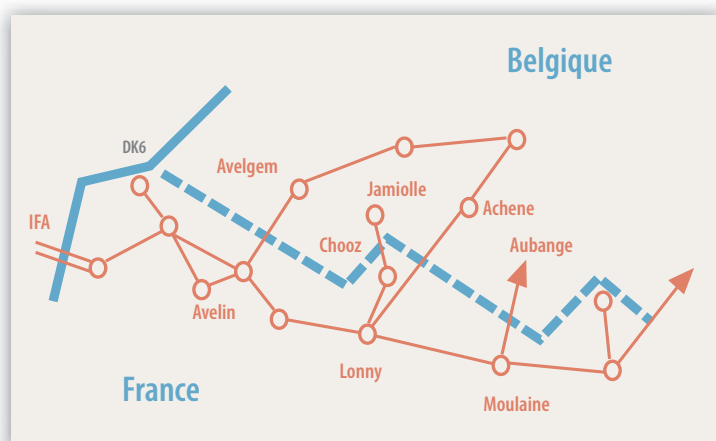 Belgique
DK6
Avelgem
Jamiolle
Achene
IFA
Chooz
Aubange
Avelin
Lonny
France
Moulaine